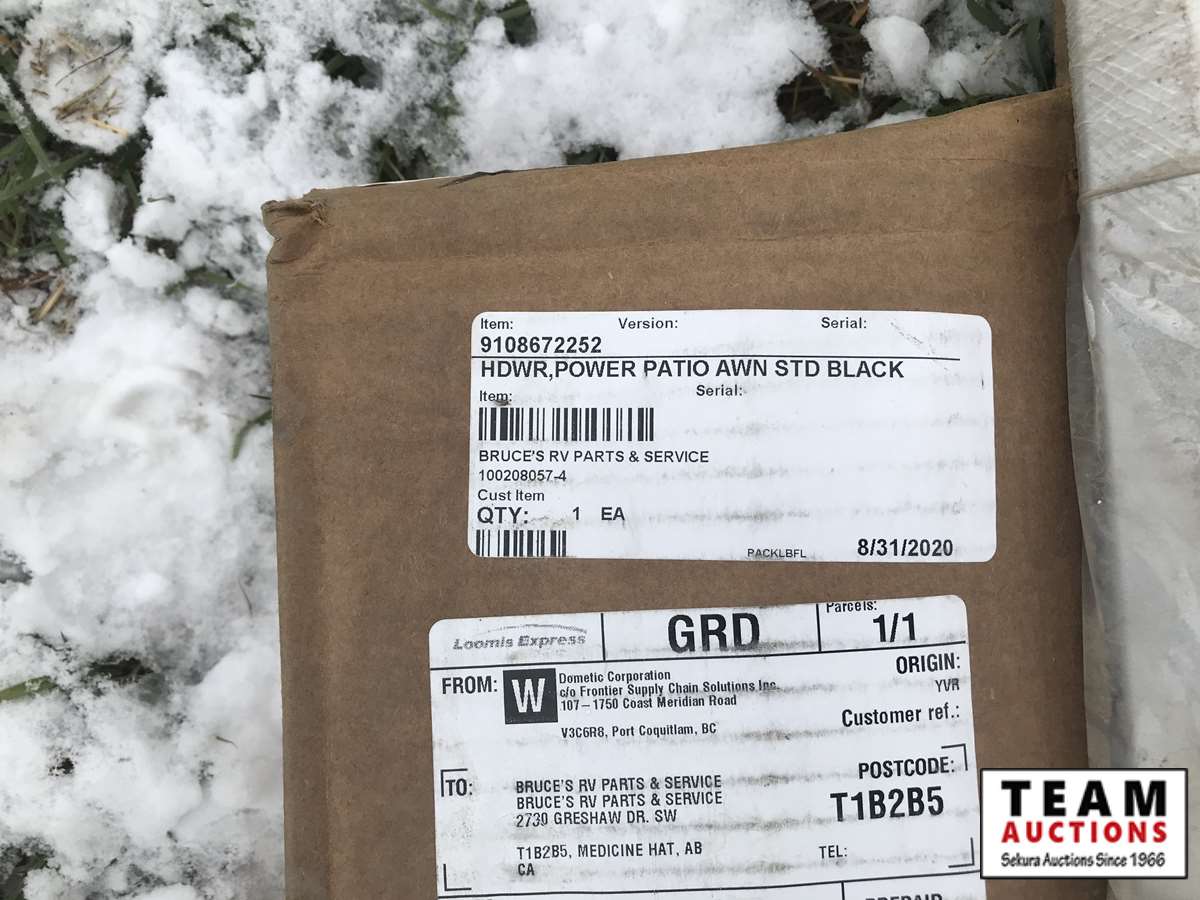 Item: Version: Serial:
9108672252
HDWR,POWER PATIO AWN STD BLACK
Item: Serial:
BRUCE'S RV PARTS & SERVICE
100208057-4
Cust Item
QTY: 1 EA
PACKLBFL 8/31/2020
Loomis Express GRD Parcels: 1/1
FROM: W Dometic Corporation
c/o Frontier Supply Chain Solutions Inc.
107-1750 Coast Meridian Road
V3C6R8, Port Coquitlam, BC
ORIGIN:
YVR
Customer ref.:
TO: BRUCE'S RV PARTS & SERVICE
BRUCE'S RV PARTS & SERVICE
2730 GRESHAW DR. SW
T1B2B5, MEDICINE HAT, AB
CA
POSTCODE:
T1B2B5
TEL:
PREPAID
TEAM
AUCTIONS
Sekura Auctions Since 1966